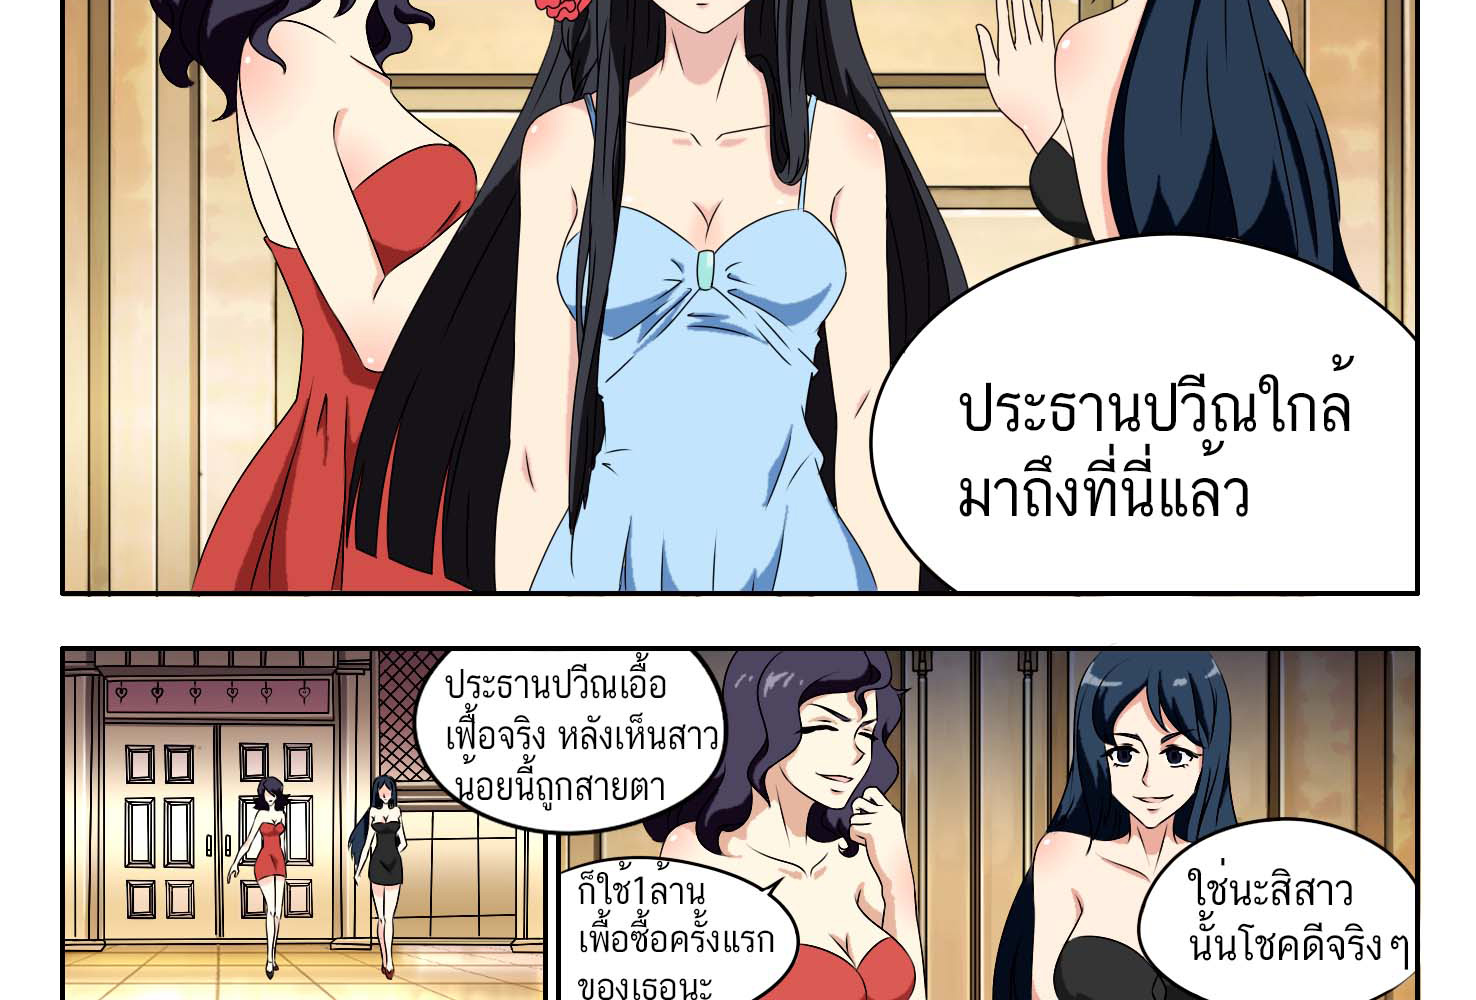 ประธานปวีณใกล้
มาถึงที่นี่แล้ว
ประธานปวีณเอื้อ
เฟื้อจริง หลังเห็นสาว
น้อยนี้ถูกสายตา
ก็ใช้1ล้าน
เพื่อซื้อครั้งแรก
ของเธอนะ
ใช่นะสิสาว
นั้นโชคดีจริงๆ